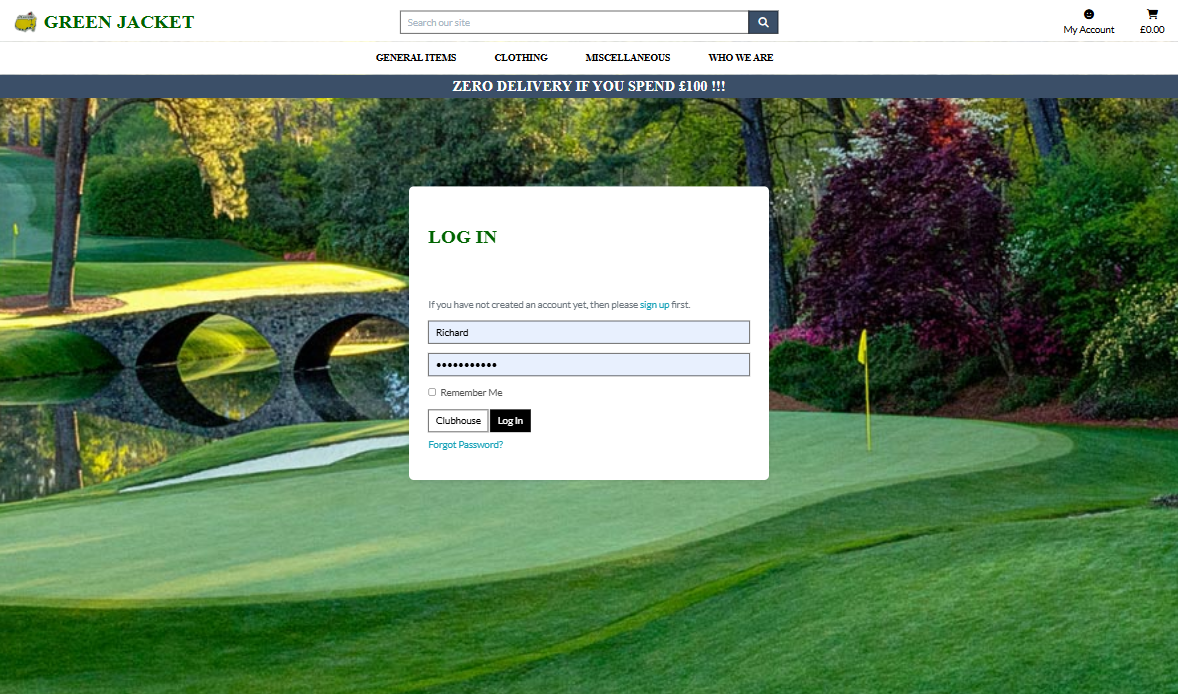 GREEN JACKET
Search our site
My Account
£0.00
GENERAL ITEMS
CLOTHING
MISCELLANEOUS
WHO WE ARE
ZERO DELIVERY IF YOU SPEND £100 !!!
LOG IN
If you have not created an account yet, then please sign up first.
Richard
•••••••••••
Remember Me
Clubhouse
Log In
Forgot Password?